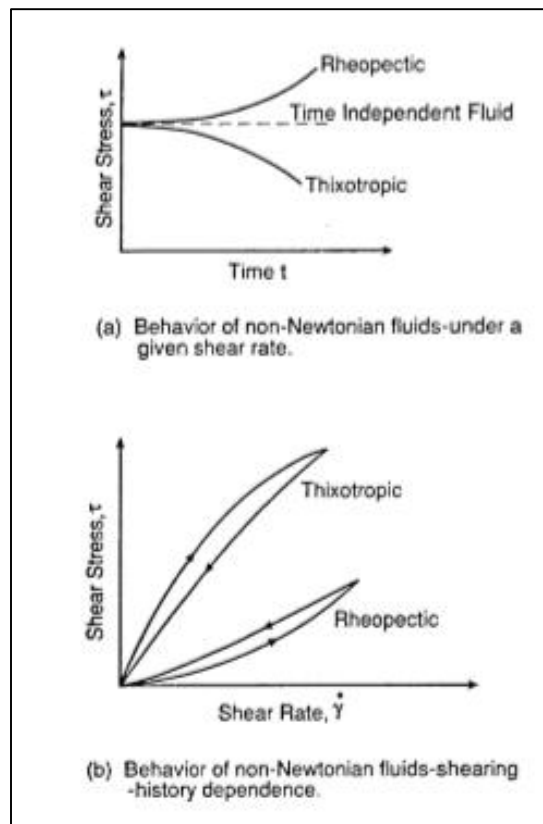 Shear Stress, τ
Rheopectic
Time Independent Fluid
Thixotropic
Time t
(a) Behavior of non-Newtonian fluids-under a
given shear rate.
Shear Stress, τ
Thixotropic
Rheopectic
Shear Rate, γ̇
(b) Behavior of non-Newtonian fluids-shearing
-history dependence.